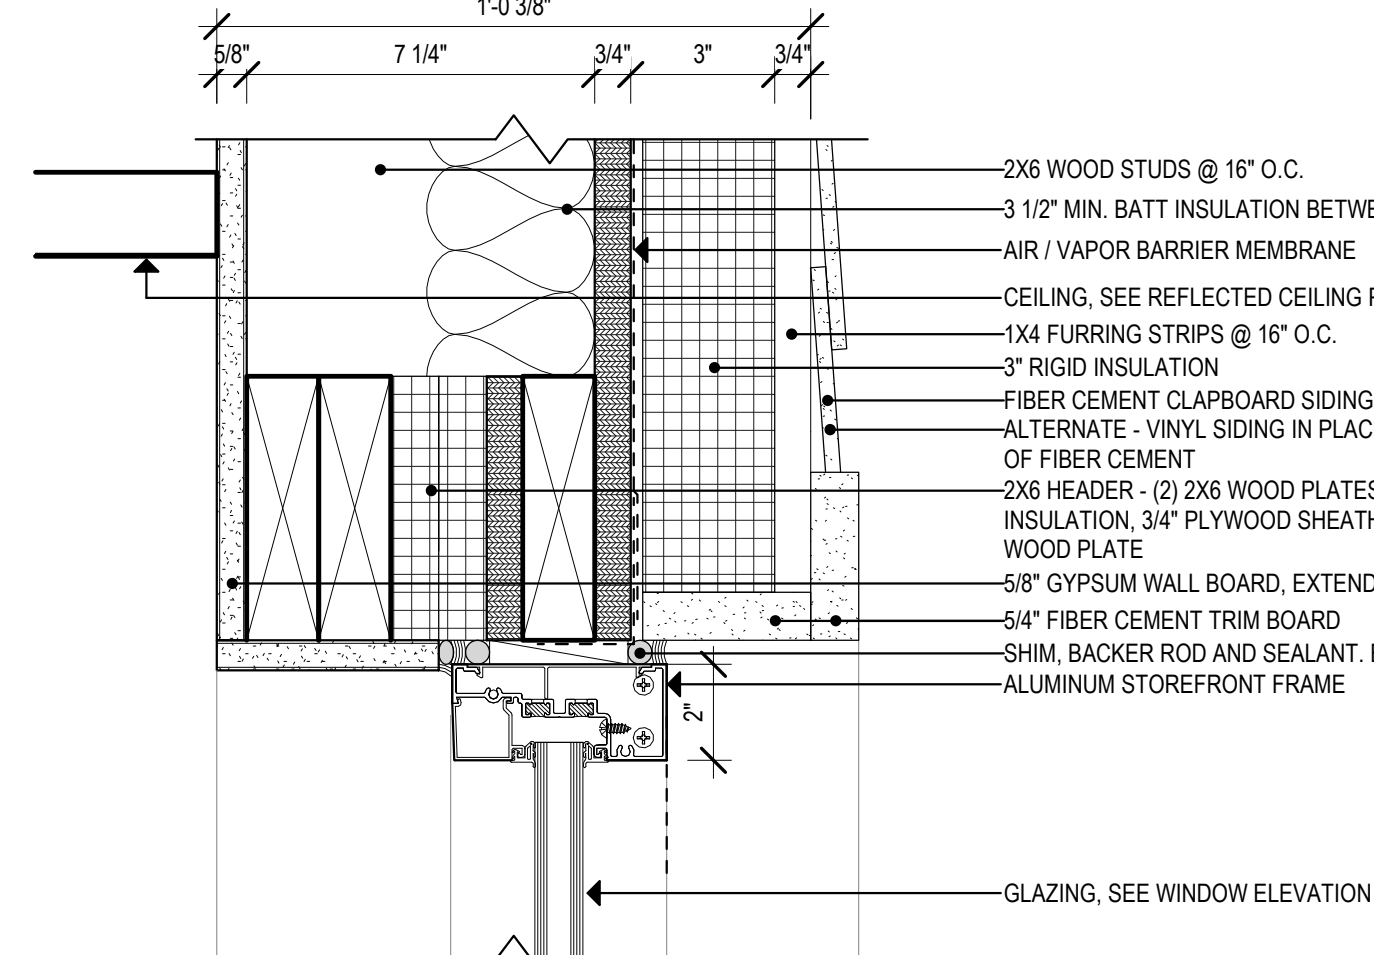 1'-0 3/8"
5/8" 7 1/4" 3/4" 3" 3/4"
2X6 WOOD STUDS @ 16" O.C.
3 1/2" MIN. BATT INSULATION BETWE
AIR / VAPOR BARRIER MEMBRANE
CEILING, SEE REFLECTED CEILING
1X4 FURRING STRIPS @ 16" O.C.
3" RIGID INSULATION
FIBER CEMENT CLAPBOARD SIDING
ALTERNATE - VINYL SIDING IN PLAC
OF FIBER CEMENT
2X6 HEADER - (2) 2X6 WOOD PLATES
INSULATION, 3/4" PLYWOOD SHEATH
WOOD PLATE
5/8" GYPSUM WALL BOARD, EXTEND
5/4" FIBER CEMENT TRIM BOARD
SHIM, BACKER ROD AND SEALANT.
ALUMINUM STOREFRONT FRAME
2"
GLAZING, SEE WINDOW ELEVATION